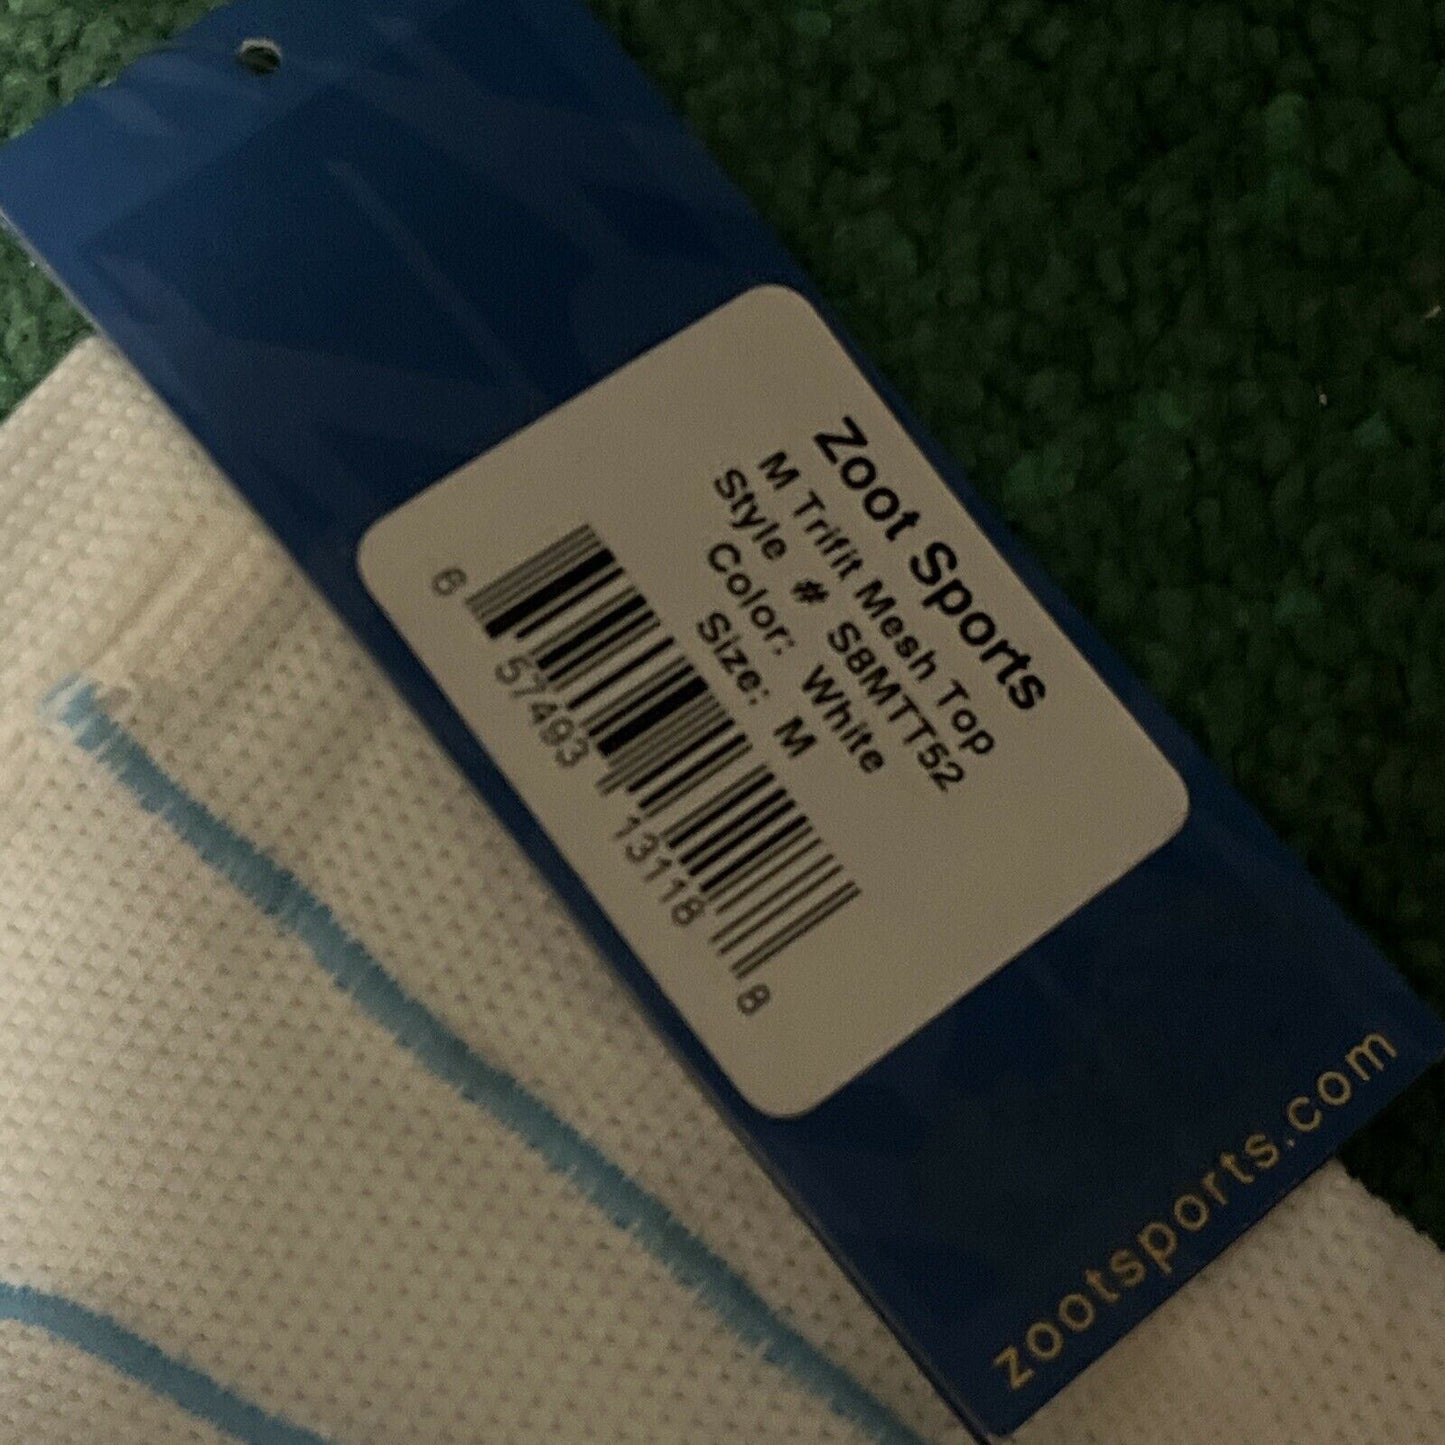 Zoot Sports
M Trifit Mesh Top
Style # S8MTT52
Color: White
Size: M
6 57493 13118 8
zootsports.com